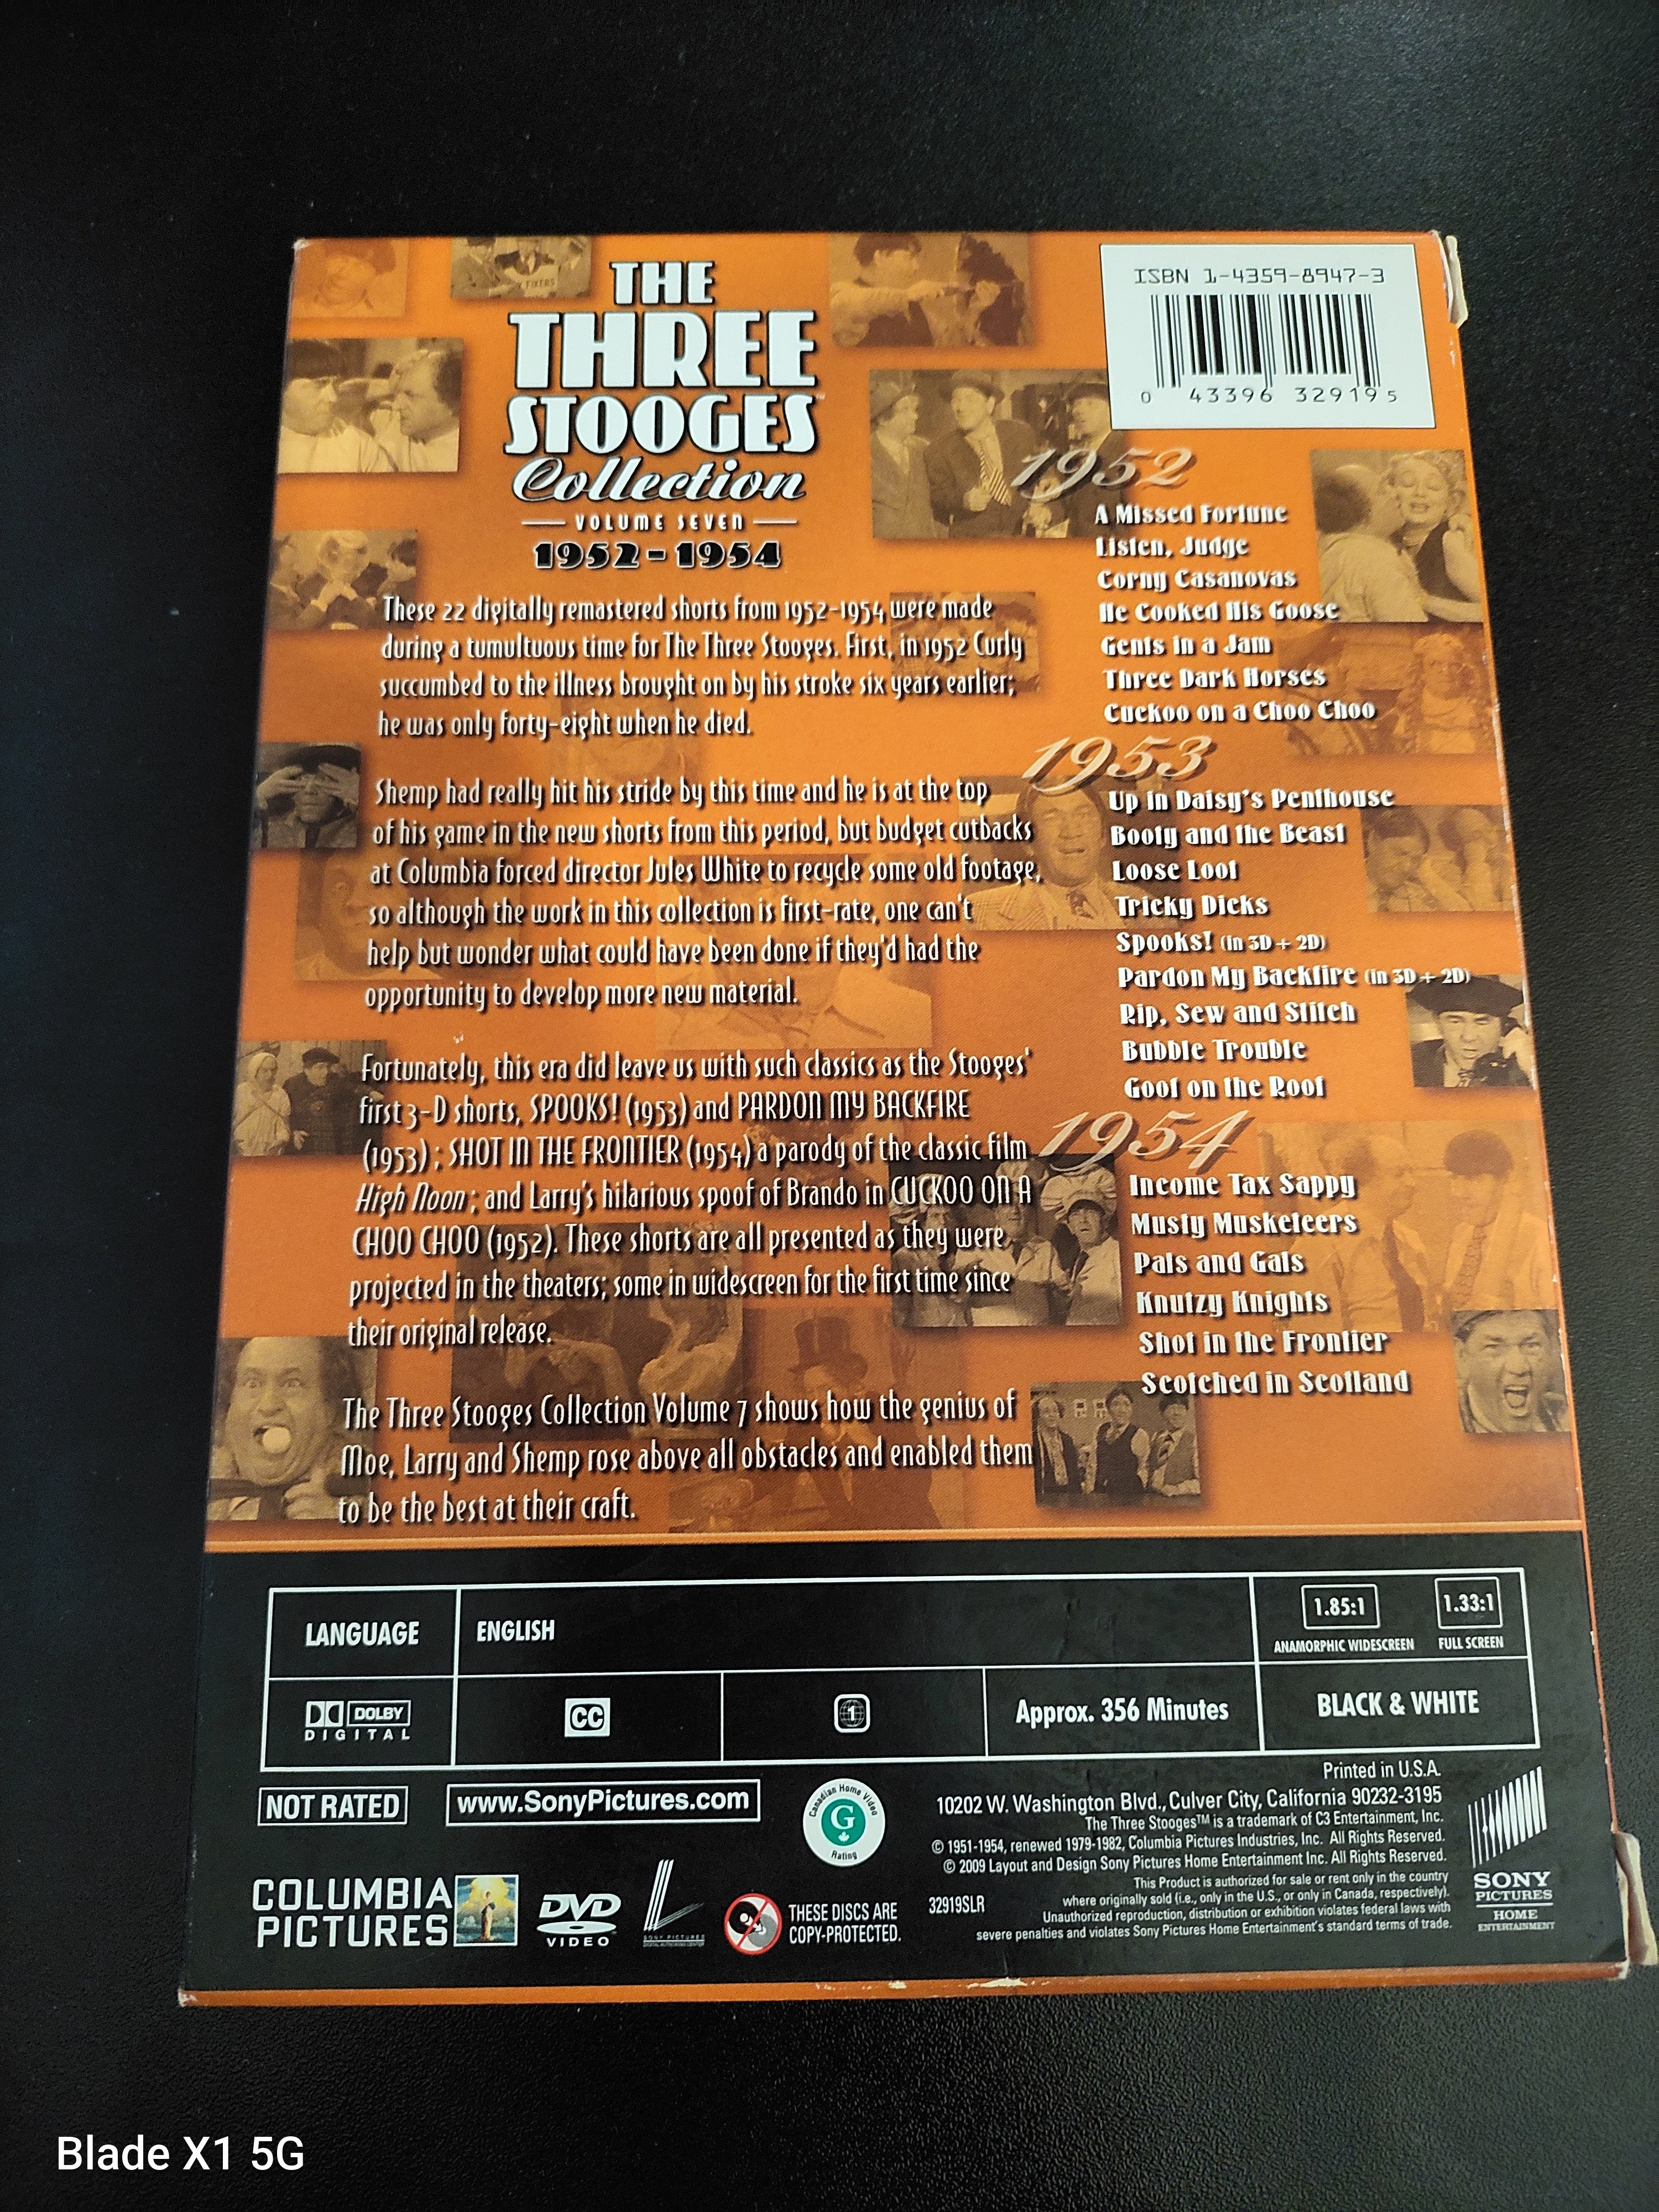 THE
THREE
STOOGES™
Collection
VOLUME SEVEN
1952-1954
These 22 digitally remastered shorts from 1952-1954 were made
during a tumultuous time for The Three Stooges. First, in 1952 Curly
succumbed to the illness brought on by his stroke six years earlier;
he was only forty-eight when he died.
Shemp had really hit his stride by this time and he is at the top
of his game in the new shorts from this period, but budget cutbacks
at Columbia forced director Jules White to recycle some old footage,
so although the work in this collection is first-rate, one can't
help but wonder what could have been done if they'd had the
opportunity to develop more new material.
Fortunately, this era did leave us with such classics as the Stooges'
first 3-D shorts, SPOOKS! (1953) and PARDON MY BACKFIRE
(1953) ; SHOT IN THE FRONTIER (1954) a parody of the classic film
High Noon ; and Larry's hilarious spoof of Brando in CUCKOO ON A
CHOO CHOO (1952). These shorts are all presented as they were
projected in the theaters; some in widescreen for the first time since
their original release.
The Three Stooges Collection Volume 7 shows how the genius of
Moe, Larry and Shemp rose above all obstacles and enabled them
to be the best at their craft.
ISBN 1-4359-8947-3
0 43396 32919 5
1952
A Missed Fortune
Listen, Judge
Corny Casanovas
He Cooked His Goose
Gents in a Jam
Three Dark Horses
Cuckoo on a Choo Choo
1953
Up in Daisy's Penthouse
Booty and the Beast
Loose Loot
Tricky Dicks
Spooks! (in 3D + 2D)
Pardon My Backfire (in 3D + 2D)
Rip, Sew and Stitch
Bubble Trouble
Goof on the Roof
1954
Income Tax Sappy
Musty Musketeers
Pals and Gals
Knutzy Knights
Shot in the Frontier
Scotched in Scotland
LANGUAGE
ENGLISH
1.85:1
ANAMORPHIC WIDESCREEN
1.33:1
FULL SCREEN
DOLBY
DIGITAL
CC
1
Approx. 356 Minutes
BLACK & WHITE
NOT RATED
www.SonyPictures.com
Canadian Home Video
G
Rating
Printed in U.S.A.
10202 W. Washington Blvd., Culver City, California 90232-3195
The Three Stooges™ is a trademark of C3 Entertainment, Inc.
© 1951-1954, renewed 1979-1982, Columbia Pictures Industries, Inc. All Rights Reserved.
© 2009 Layout and Design Sony Pictures Home Entertainment Inc. All Rights Reserved.
This Product is authorized for sale or rent only in the country
where originally sold (i.e., only in the U.S., or only in Canada, respectively).
Unauthorized reproduction, distribution or exhibition violates federal laws with
severe penalties and violates Sony Pictures Home Entertainment's standard terms of trade.
COLUMBIA
PICTURES
DVD
VIDEO
SONY PICTURES
THESE DISCS ARE
COPY-PROTECTED.
32919SLR
SONY
PICTURES
HOME
ENTERTAINMENT
Blade X1 5G